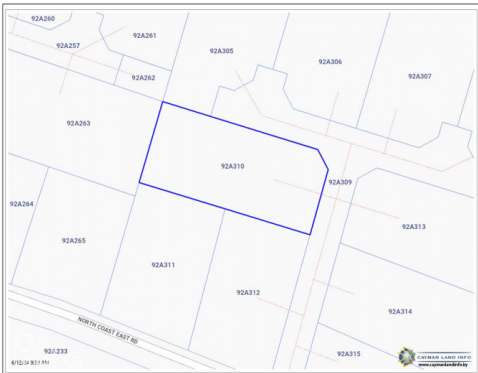 92A260
92A261
92A257
92A305
92A306
92A262
92A307
92A263
92A310
92A309
92A264
92A313
92A265
92A311
92A312
92A314
NORTH COAST EAST RD
92A233
92A315
CAYMAN LAND INFO
www.caymanlandinfo.ky